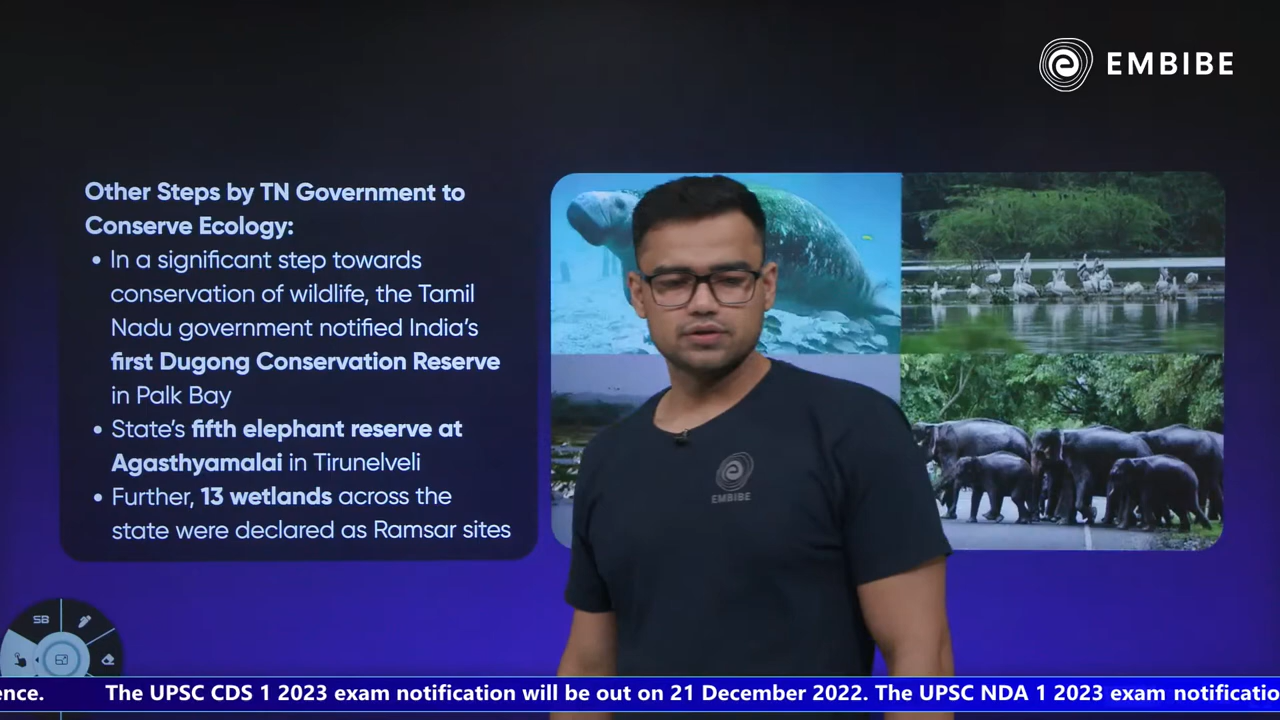 EMBIBE
Other Steps by TN Government to
Conserve Ecology:
• In a significant step towards
conservation of wildlife, the Tamil
Nadu government notified India's
first Dugong Conservation Reserve
in Palk Bay
• State's fifth elephant reserve at
Agasthyamalai in Tirunelveli
• Further, 13 wetlands across the
state were declared as Ramsar sites
EMBIBE
SB
ence. The UPSC CDS 1 2023 exam notification will be out on 21 December 2022. The UPSC NDA 1 2023 exam notificatio